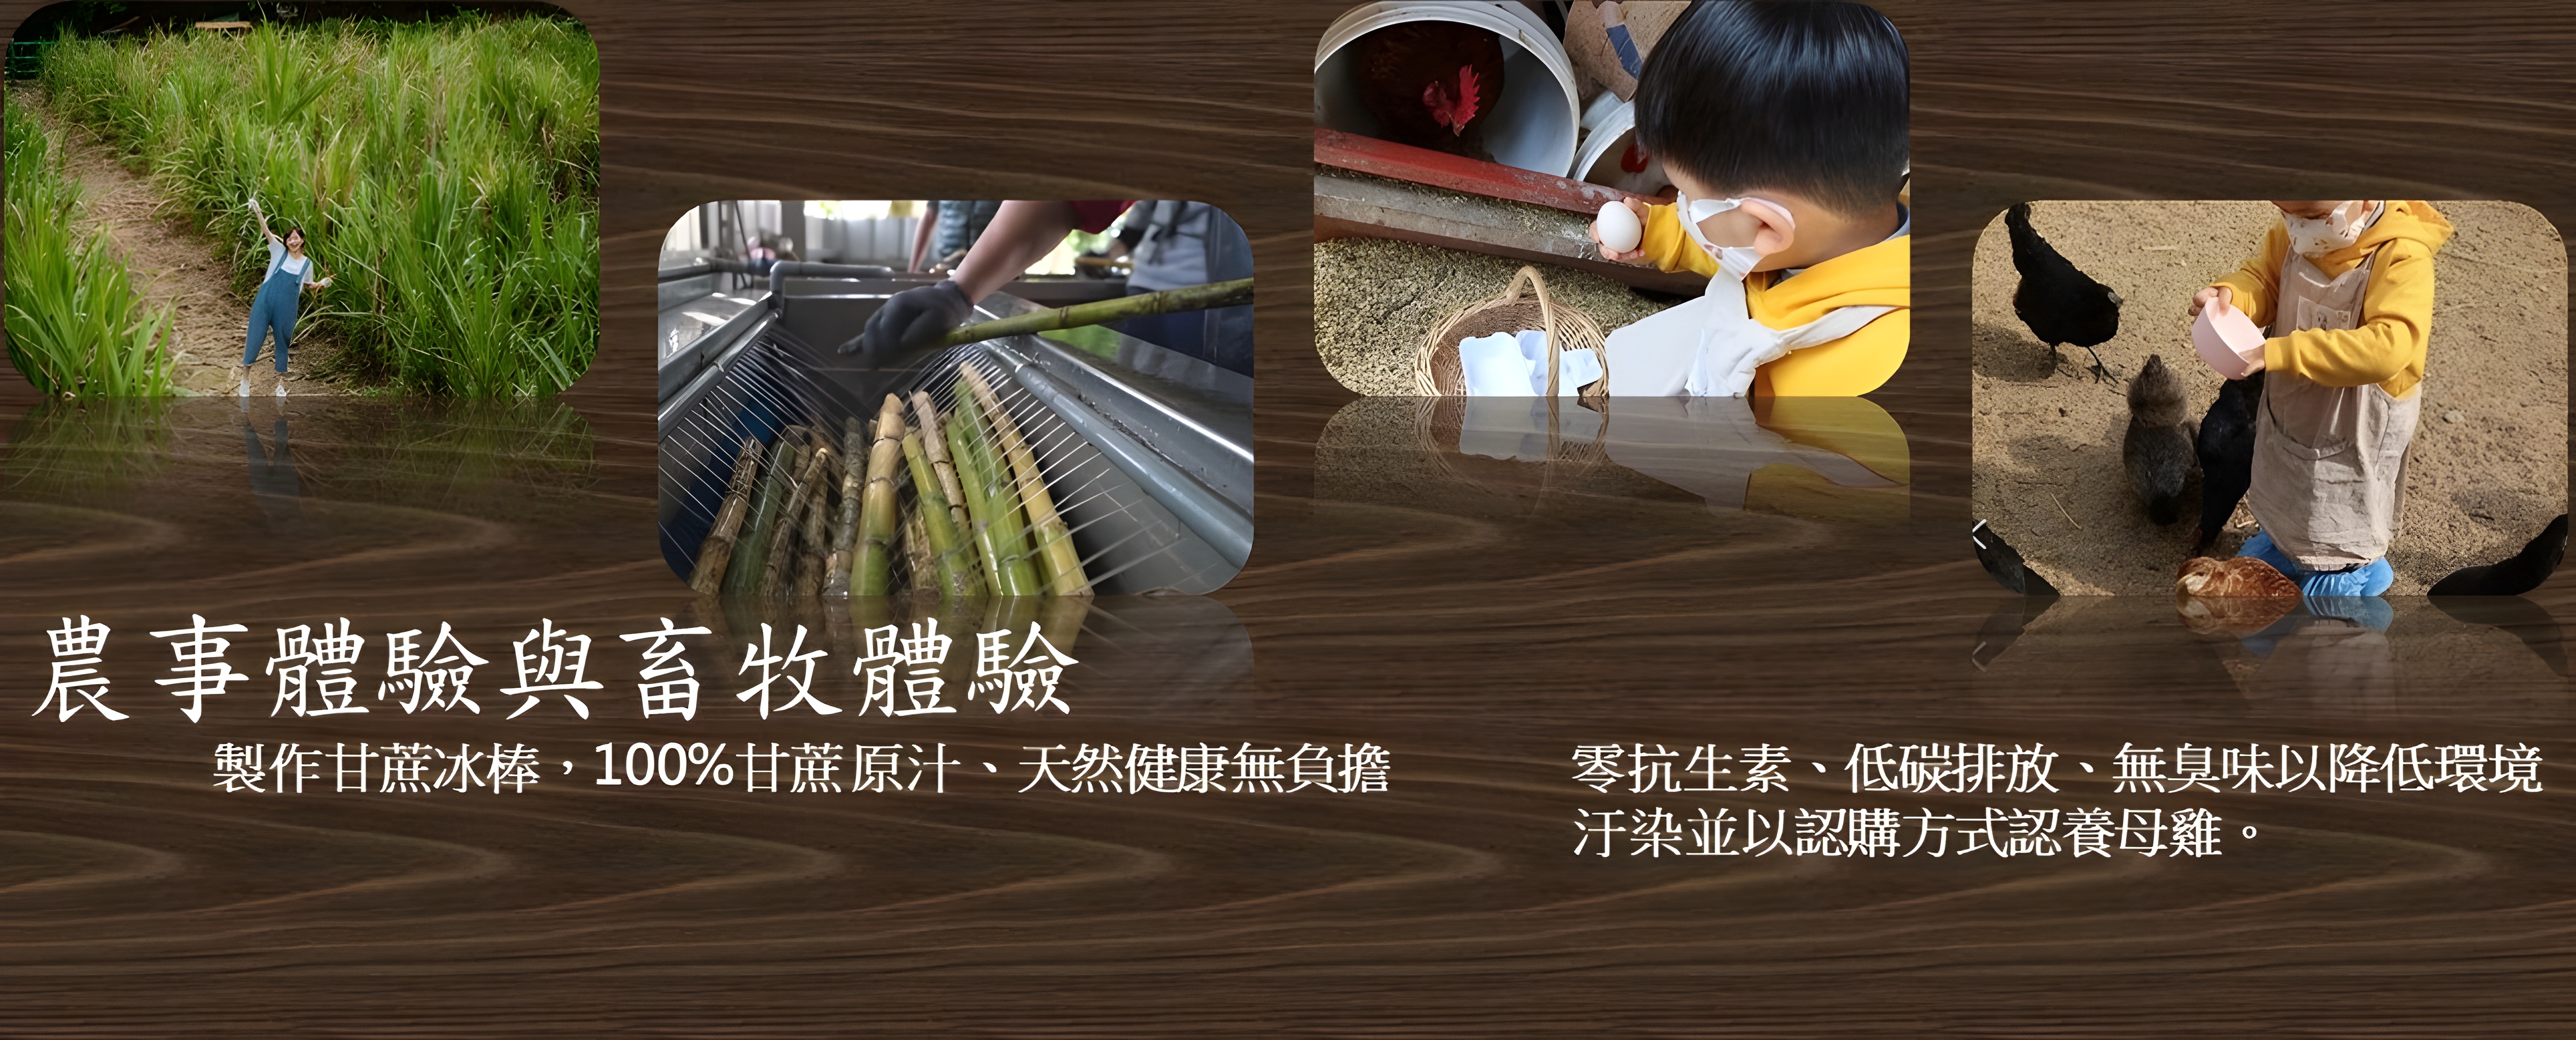 農事體驗與畜牧體驗
製作甘蔗冰棒，100%甘蔗原汁、天然健康無負擔
零抗生素、低碳排放、無臭味以降低環境
汙染並以認購方式認養母雞。